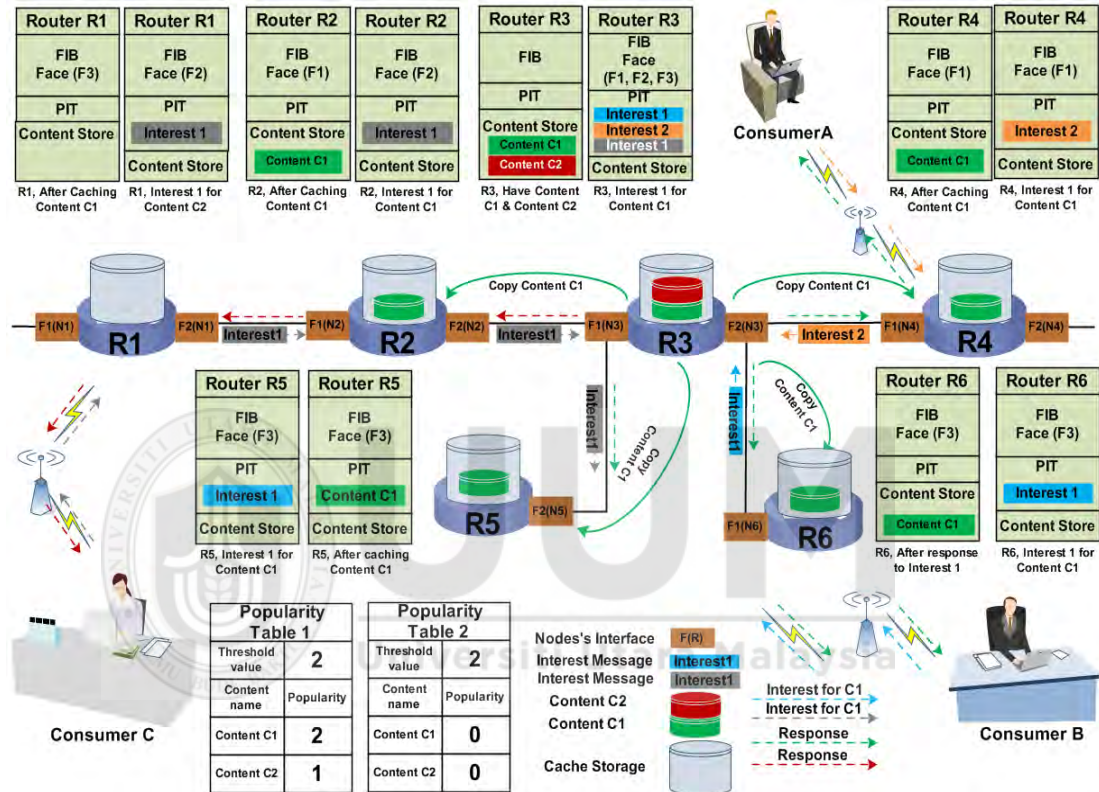 Router R1
FIB
Face (F3)
PIT
Content Store
R1, After Caching
Content C1
Router R1
FIB
Face (F2)
PIT
Interest 1
Content Store
R1, Interest 1 for
Content C2
Router R2
FIB
Face (F1)
PIT
Content Store
Content C1
R2, After Caching
Content C1
Router R2
FIB
Face (F2)
PIT
Interest 1
Content Store
R2, Interest 1 for
Content C1
Router R3
FIB
PIT
Content Store
Content C1
Content C2
R3, Have Content
C1 & Content C2
Router R3
FIB
Face
(F1, F2, F3)
PIT
Interest 1
Interest 2
Interest 1
Content Store
R3, Interest 1 for
Content C1
ConsumerA
Router R4
FIB
Face (F1)
PIT
Content Store
Content C1
R4, After Caching
Content C1
Router R4
FIB
Face (F1)
PIT
Interest 2
Content Store
R4, Interest 1 for
Content C1
Copy Content C1
Copy Content C1
F1(N1)
R1
F2(N1)
Interest1
F1(N2)
R2
F2(N2)
Interest1
F1(N3)
R3
F2(N3)
Interest 2
F1(N4)
R4
F2(N4)
Router R5
FIB
Face (F3)
PIT
Interest 1
Content Store
R5, Interest 1 for
Content C1
Router R5
FIB
Face (F3)
PIT
Content C1
Content Store
R5, After caching
Content C1
Interest1
Copy
Content C1
Interest1
Copy
Content C1
R5
F2(N5)
F1(N6)
R6
Router R6
FIB
Face (F3)
PIT
Content Store
Content C1
R6, After response
to Interest 1
Router R6
FIB
Face (F3)
PIT
Interest 1
Content Store
R6, Interest 1 for
Content C1
UUM
Universiti Utara Malaysia
Consumer C
Popularity
Table 1
Threshold
value
2
Content
name
Popularity
Content C1
2
Content C2
1
Popularity
Table 2
Threshold
value
2
Content
name
Popularity
Content C1
0
Content C2
0
Nodes's Interface
F(R)
Interest Message
Interest1
Interest Message
Interest1
Content C2
Content C1
Cache Storage
Interest for C1
Interest for C1
Response
Response
Consumer B